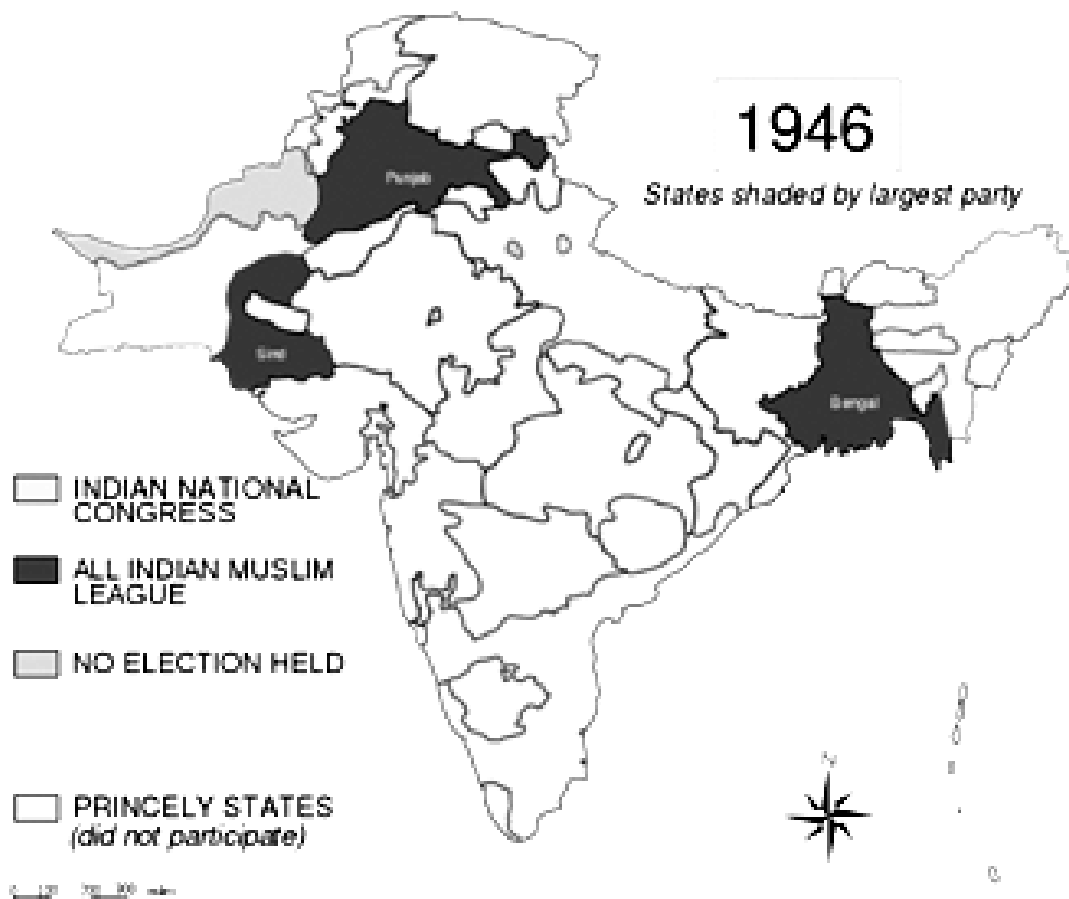 1946
States shaded by largest party
Punjab
Sind
Bengal
INDIAN NATIONAL
CONGRESS
ALL INDIAN MUSLIM
LEAGUE
NO ELECTION HELD
PRINCELY STATES
(did not participate)
N